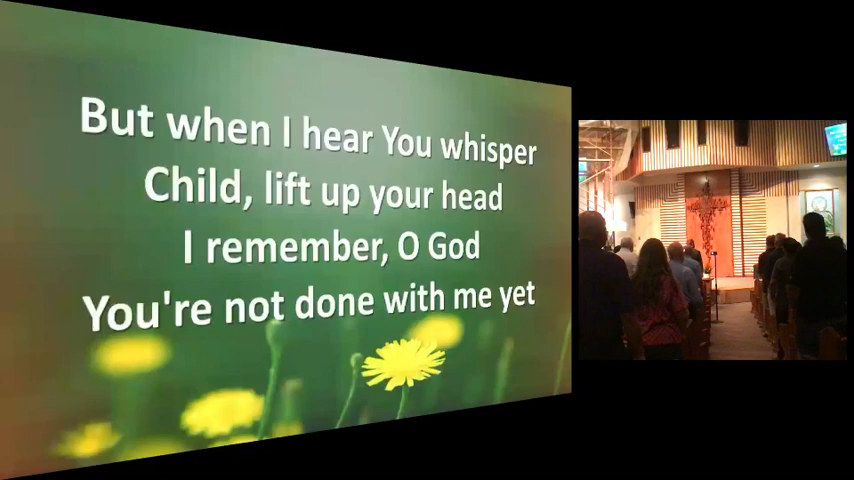 But when I hear You whisper
Child, lift up your head
I remember, O God
You're not done with me yet